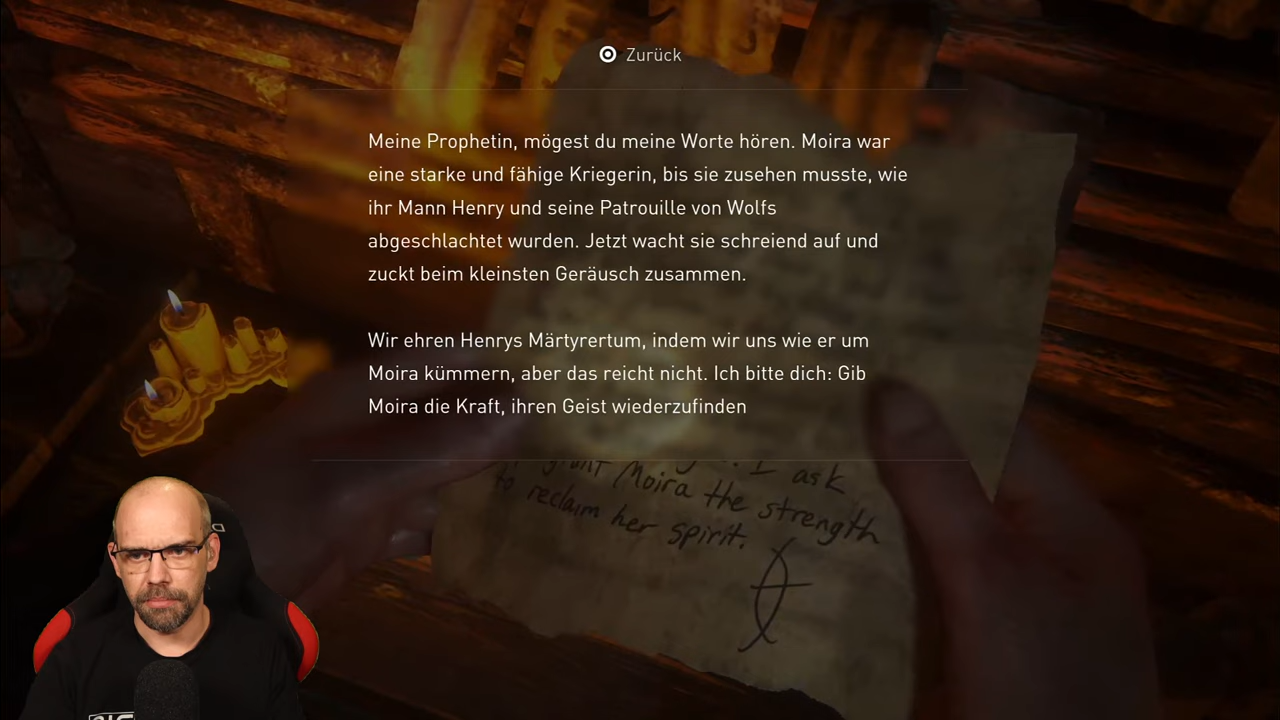 Zurück
Meine Prophetin, mögest du meine Worte hören. Moira war
eine starke und fähige Kriegerin, bis sie zusehen musste, wie
ihr Mann Henry und seine Patrouille von Wolfs
abgeschlachtet wurden. Jetzt wacht sie schreiend auf und
zuckt beim kleinsten Geräusch zusammen.
Wir ehren Henrys Märtyrertum, indem wir uns wie er um
Moira kümmern, aber das reicht nicht. Ich bitte dich: Gib
Moira die Kraft, ihren Geist wiederzufinden
I ask
grant Moira the strength
to reclaim her spirit.